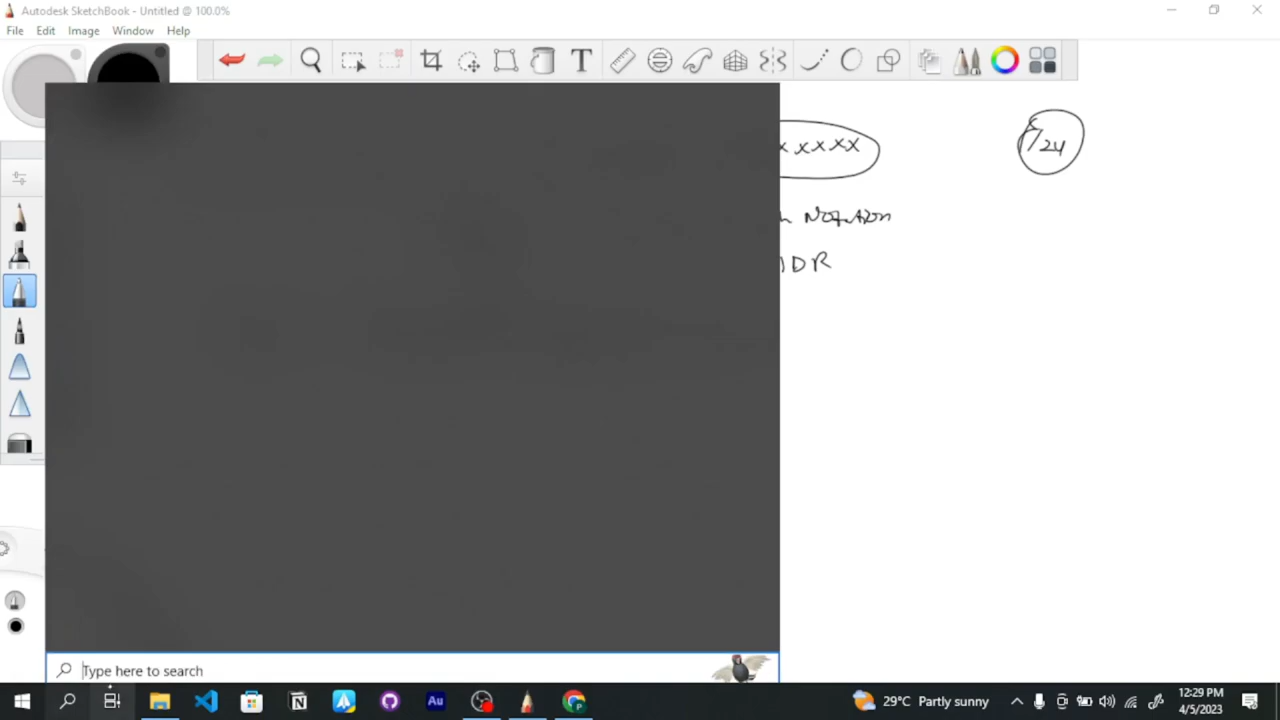 Autodesk SketchBook - Untitled @ 100.0%
File Edit Image Window Help
T
x x x x x
/24
Notation
DR
Type here to search
Au
29°C Partly sunny
12:29 PM
4/5/2023